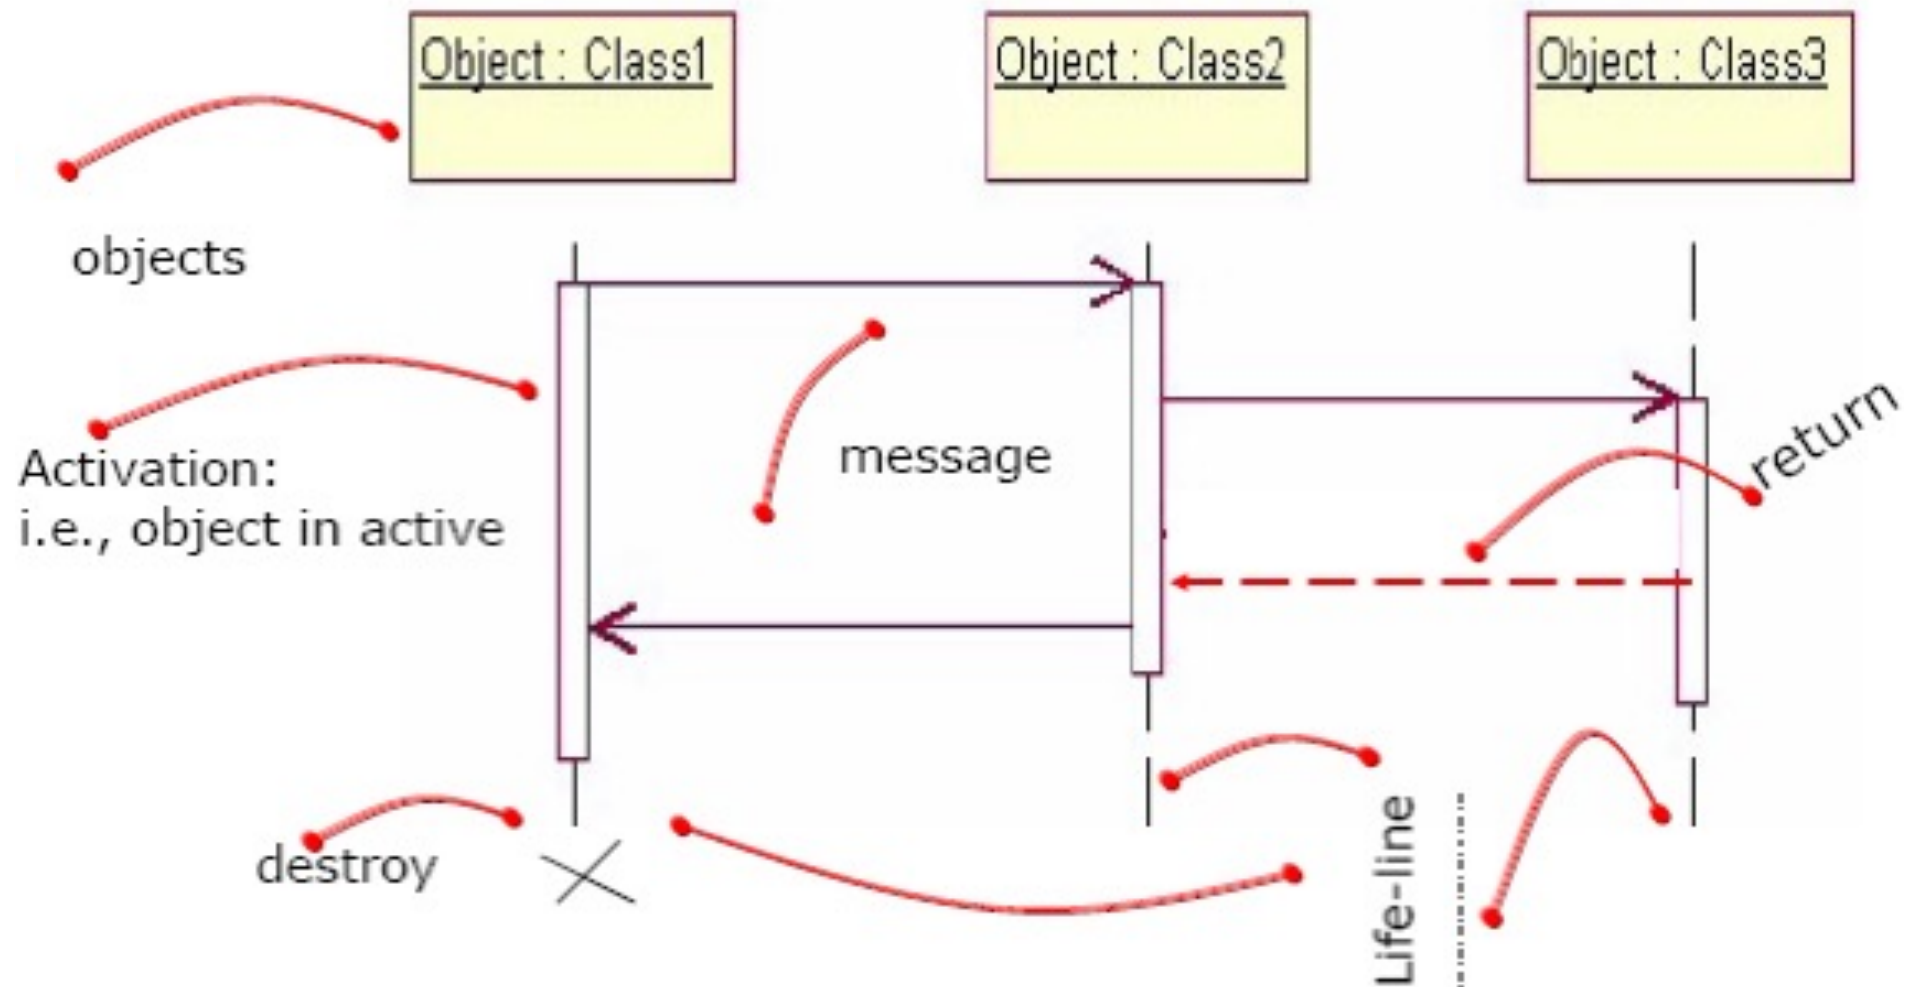 Object : Class1
Object : Class2
Object : Class3
objects
Activation:
i.e., object in active
message
return
destroy
Life-line